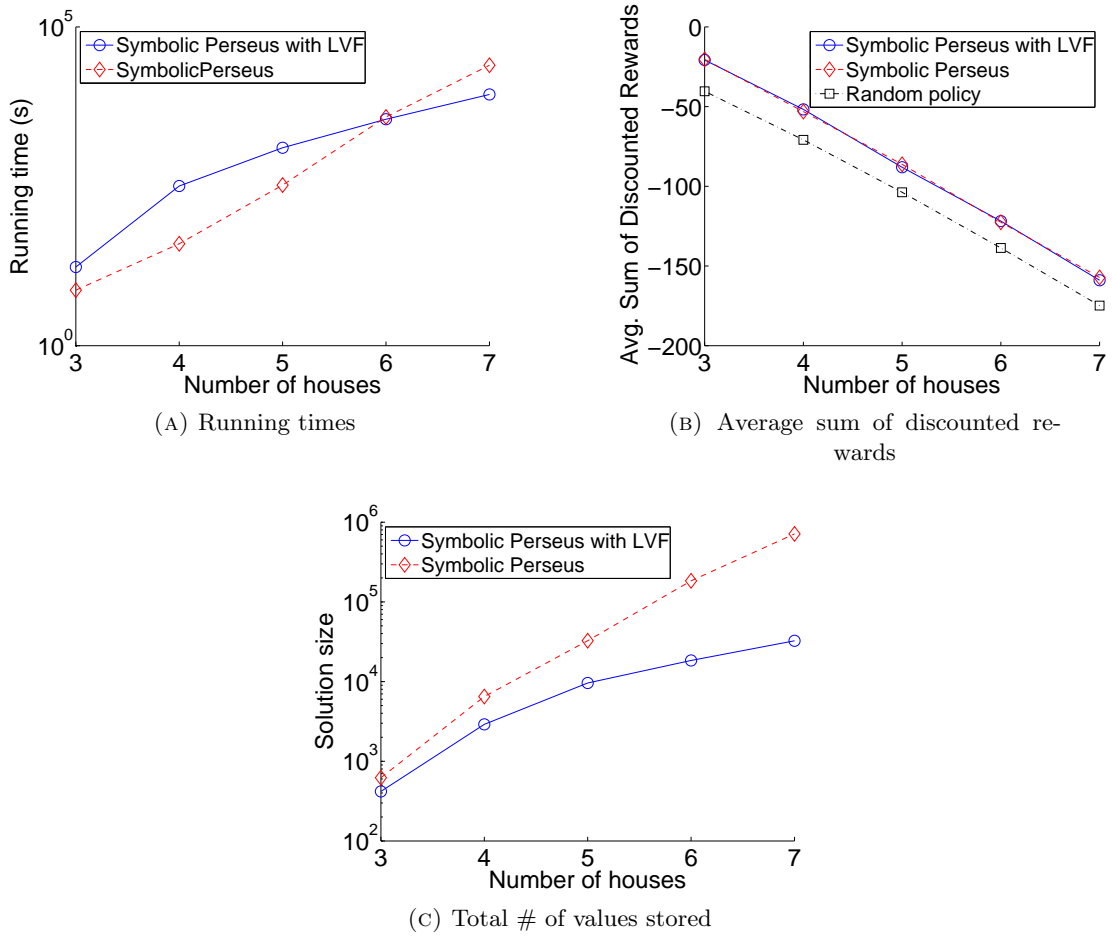 10^5
Symbolic Perseus with LVF
SymbolicPerseus
Running time (s)
10^0
3 4 5 6 7
Number of houses
(A) Running times
0
Symbolic Perseus with LVF
Symbolic Perseus
Random policy
−50
−100
−150
−200
Avg. Sum of Discounted Rewards
3 4 5 6 7
Number of houses
(B) Average sum of discounted re-
wards
10^6
Symbolic Perseus with LVF
Symbolic Perseus
10^5
10^4
10^3
10^2
Solution size
3 4 5 6 7
Number of houses
(C) Total # of values stored